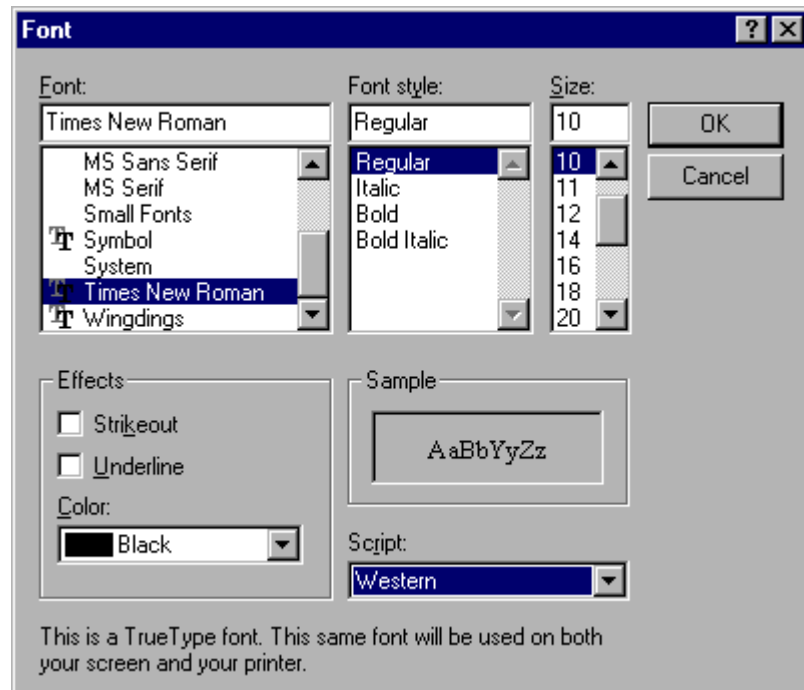 Font
Font:
Times New Roman
MS Sans Serif
MS Serif
Small Fonts
Symbol
System
Times New Roman
Wingdings
Font style:
Regular
Regular
Italic
Bold
Bold Italic
Size:
10
10
11
12
14
16
18
20
OK
Cancel
Effects
Strikeout
Underline
Color:
Black
Sample
AaBbYyZz
Script:
Western
This is a TrueType font. This same font will be used on both
your screen and your printer.